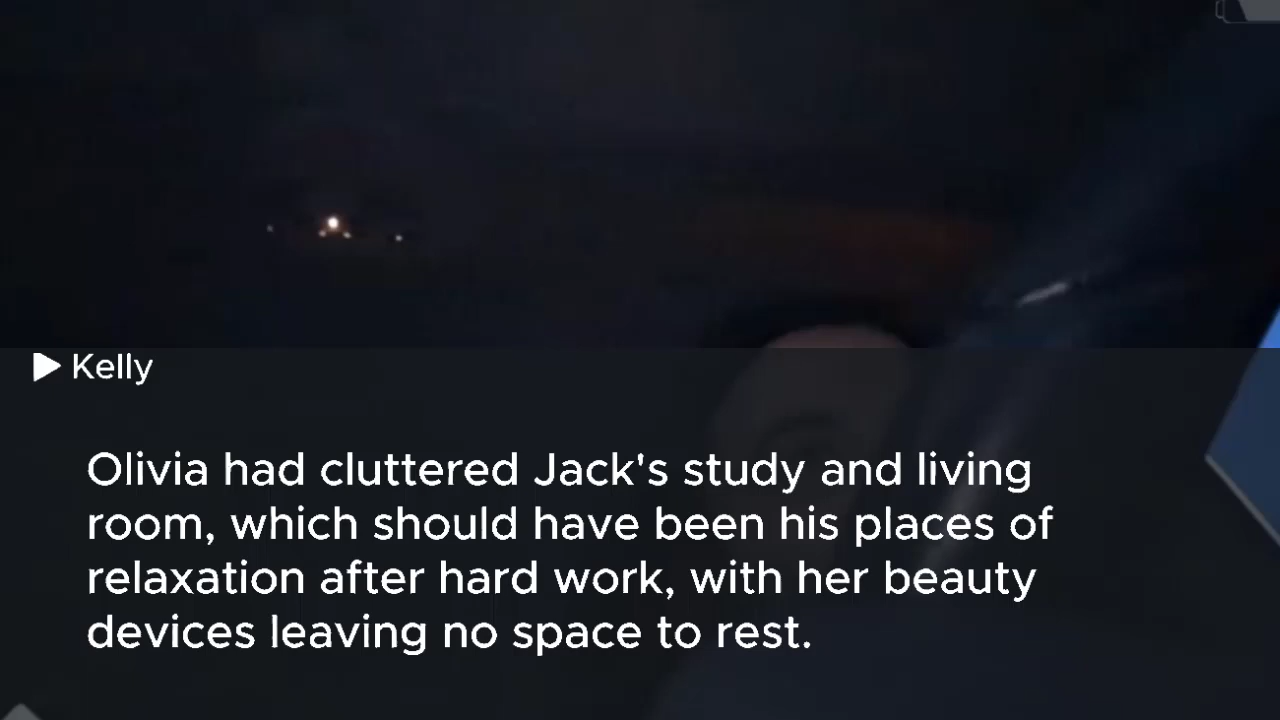 Kelly
Olivia had cluttered Jack's study and living
room, which should have been his places of
relaxation after hard work, with her beauty
devices leaving no space to rest.